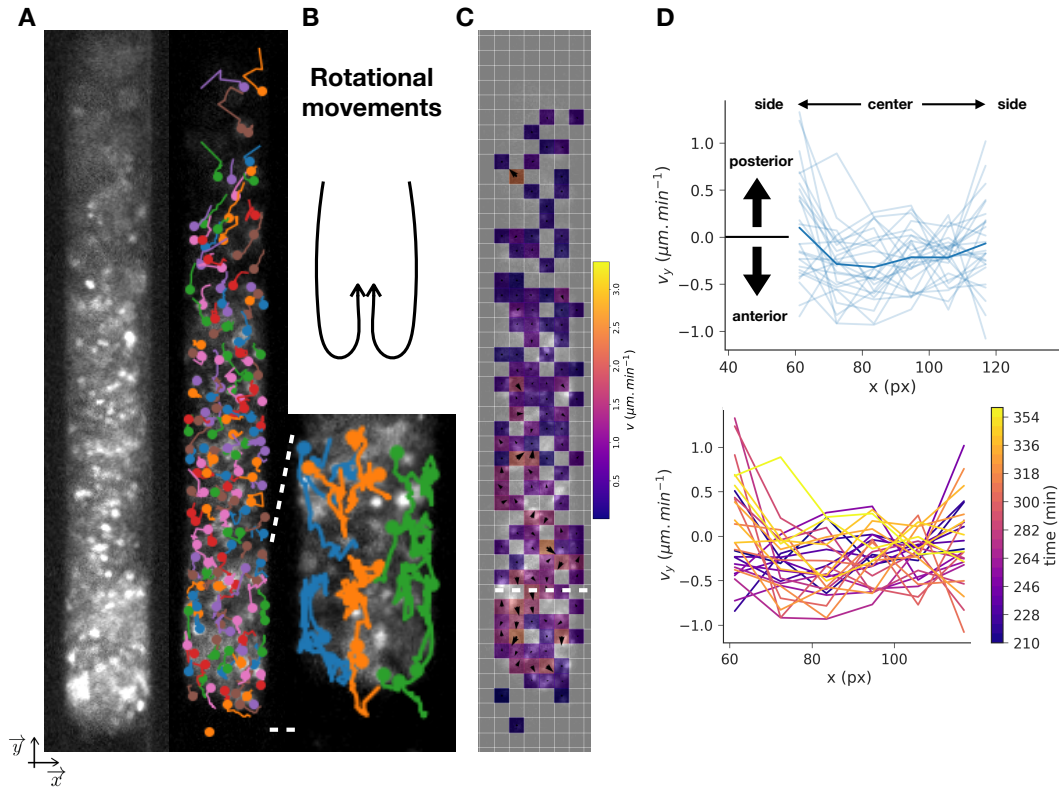 A
B
C
D
Rotational
movements
side
center
side
posterior
anterior
v_y (μm. min⁻¹)
1.0
0.5
0.0
−0.5
−1.0
40
60
80
100
120
x (px)
3.0
2.5
2.0
1.5
1.0
0.5
v (μm. min⁻¹)
v_y (μm. min⁻¹)
1.0
0.5
0.0
−0.5
−1.0
60
80
100
x (px)
354
336
318
300
282
264
246
228
210
time (min)
y
x